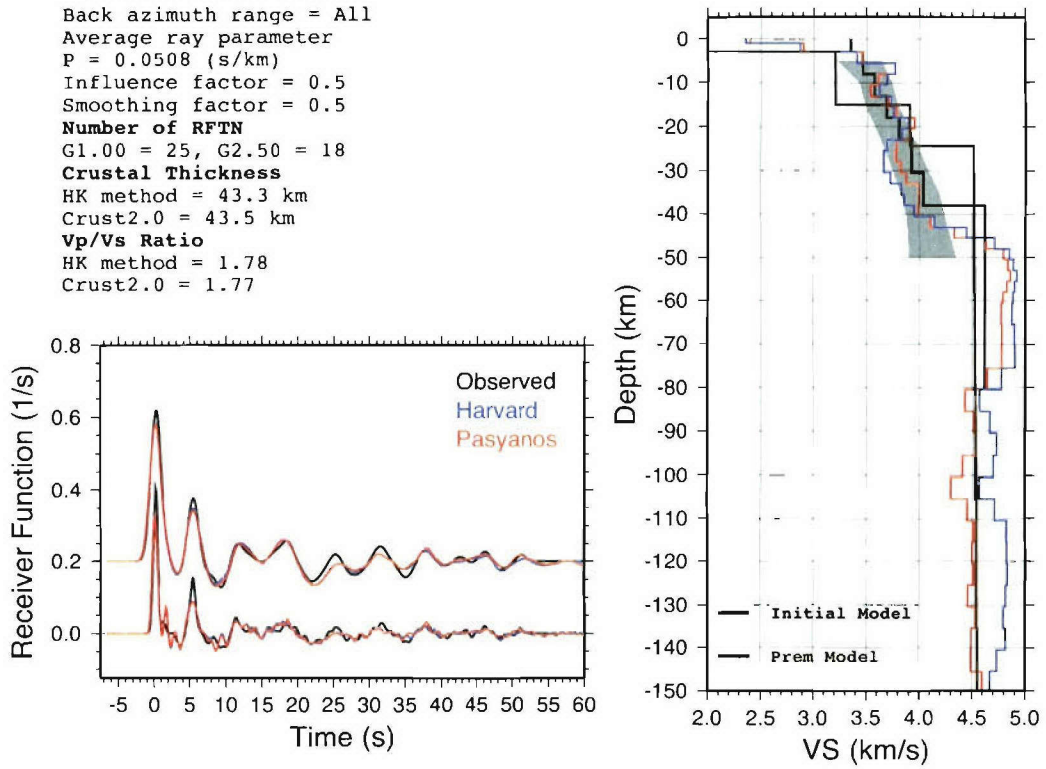 Back azimuth range = All
Average ray parameter
P = 0.0508 (s/km)
Influence factor = 0.5
Smoothing factor = 0.5
Number of RFTN
G1.00 = 25, G2.50 = 18
Crustal Thickness
HK method = 43.3 km
Crust2.0 = 43.5 km
Vp/Vs Ratio
HK method = 1.78
Crust2.0 = 1.77
Receiver Function (1/s)
0.8
0.6
0.4
0.2
0.0
Observed
Harvard
Pasyanos
-5 0 5 10 15 20 25 30 35 40 45 50 55 60
Time (s)
Depth (km)
0
-10
-20
-30
-40
-50
-60
-70
-80
-90
-100
-110
-120
-130
-140
-150
Initial Model
Prem Model
2.0 2.5 3.0 3.5 4.0 4.5 5.0
VS (km/s)